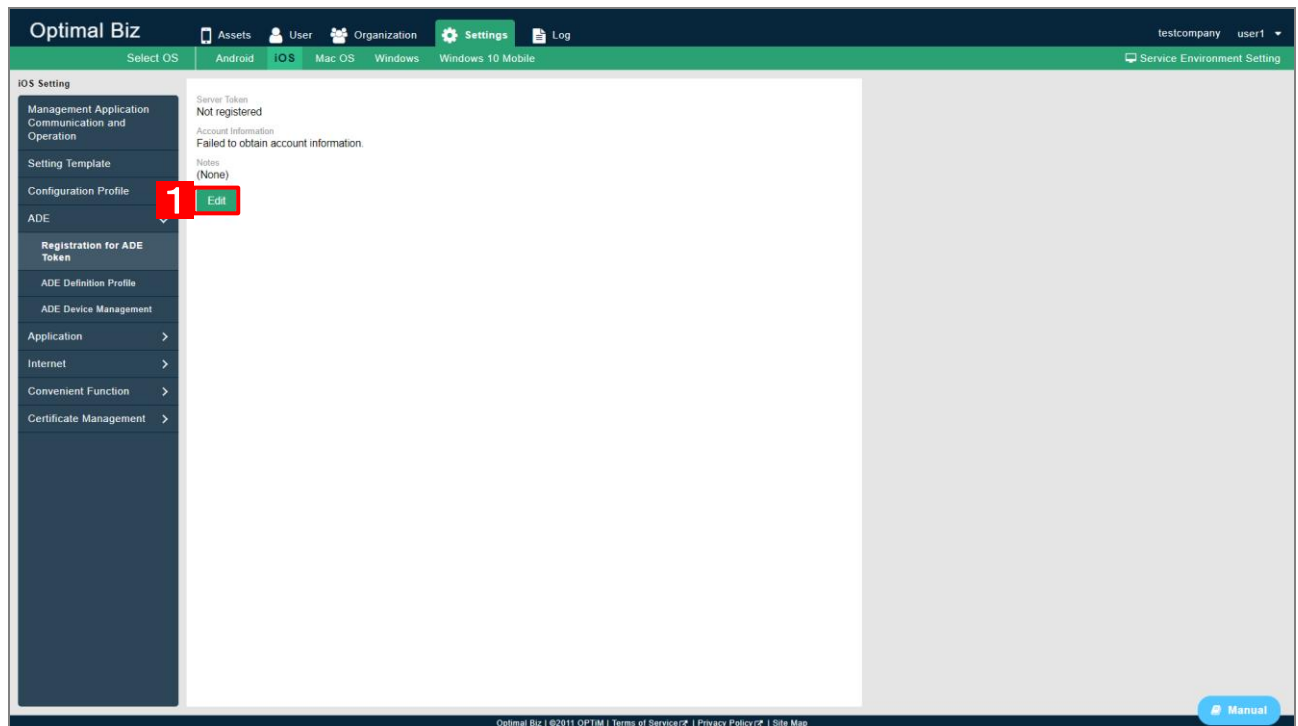 Optimal Biz
Assets User Organization Settings Log
testcompany user1
Select OS Android iOS Mac OS Windows Windows 10 Mobile
Service Environment Setting
iOS Setting
Management Application
Communication and
Operation
Setting Template
Configuration Profile
ADE
Registration for ADE
Token
ADE Definition Profile
ADE Device Management
Application
Internet
Convenient Function
Certificate Management
Server Token
Not registered
Account Information
Failed to obtain account information.
Notes
(None)
1
Edit
Manual
Optimal Biz | ©2011 OPTiM | Terms of Service | Privacy Policy | Site Map